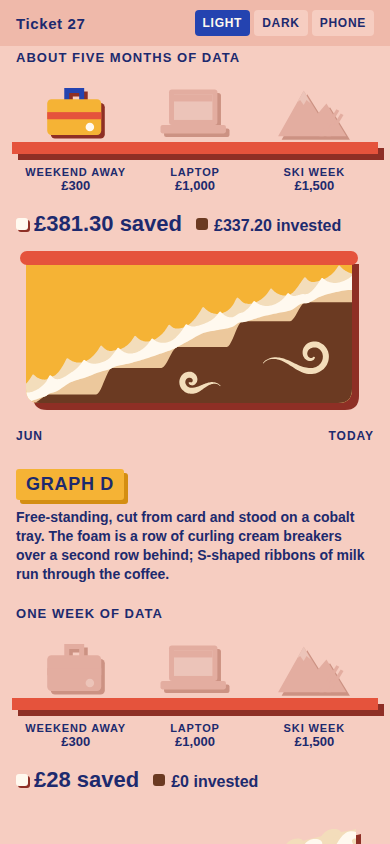 Ticket 27
LIGHT DARK PHONE
ABOUT FIVE MONTHS OF DATA
WEEKEND AWAY LAPTOP SKI WEEK
£300 £1,000 £1,500
£381.30 saved £337.20 invested
JUN TODAY
GRAPH D
Free-standing, cut from card and stood on a cobalt
tray. The foam is a row of curling cream breakers
over a second row behind; S-shaped ribbons of milk
run through the coffee.
ONE WEEK OF DATA
WEEKEND AWAY LAPTOP SKI WEEK
£300 £1,000 £1,500
£28 saved £0 invested